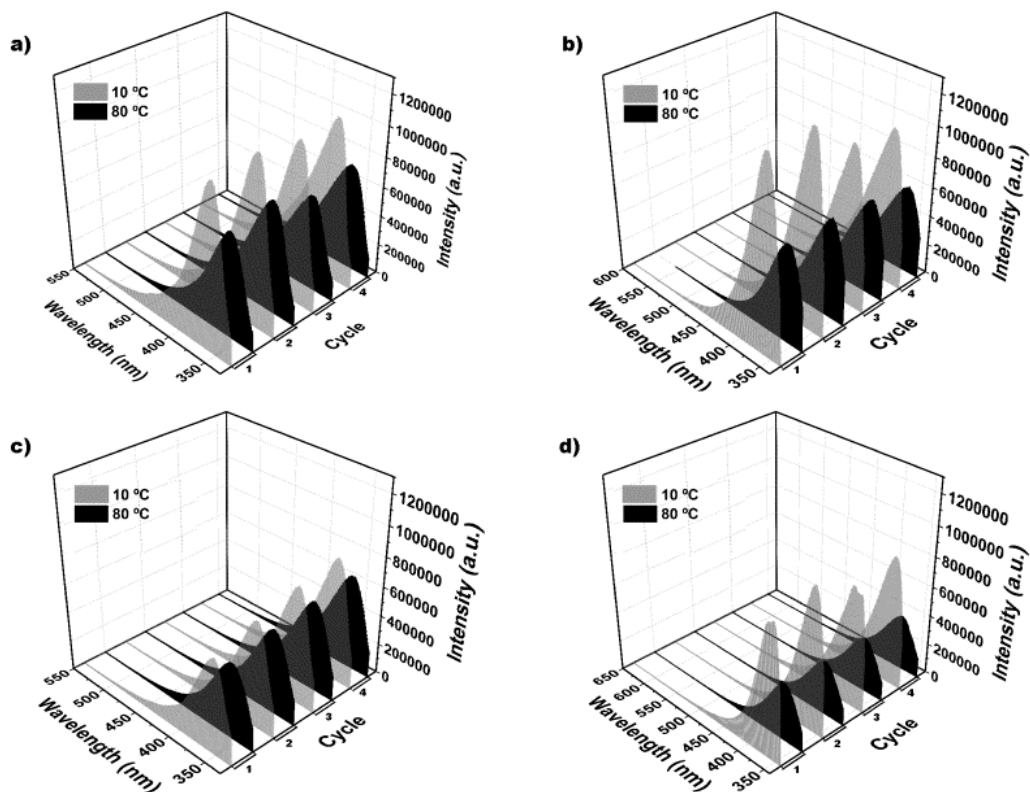 a)
10 ºC
80 ºC
1200000
1000000
800000
600000
400000
200000
0
Intensity (a.u.)
550
500
450
400
350
Wavelength (nm)
1
2
3
4
Cycle
b)
10 ºC
80 ºC
1200000
1000000
800000
600000
400000
200000
0
Intensity (a.u.)
600
550
500
450
400
350
Wavelength (nm)
1
2
3
4
Cycle
c)
10 ºC
80 ºC
1200000
1000000
800000
600000
400000
200000
0
Intensity (a.u.)
550
500
450
400
350
Wavelength (nm)
1
2
3
4
Cycle
d)
10 ºC
80 ºC
1200000
1000000
800000
600000
400000
200000
0
Intensity (a.u.)
650
600
550
500
450
400
350
Wavelength (nm)
1
2
3
4
Cycle